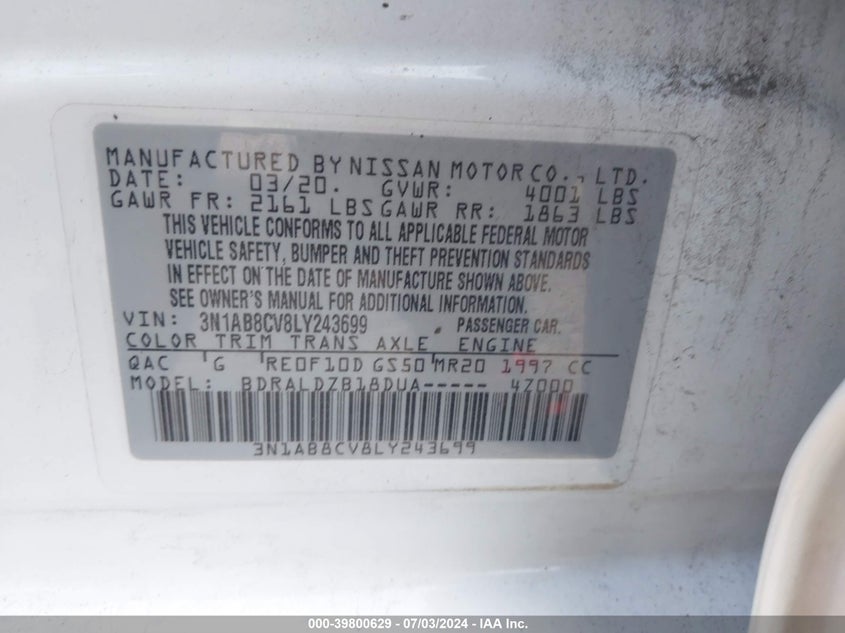 MANUFACTURED BY NISSAN MOTOR CO., LTD.
DATE: 03/20. GVWR: 4001 LBS
GAWR FR: 2161 LBS GAWR RR: 1863 LBS
THIS VEHICLE CONFORMS TO ALL APPLICABLE FEDERAL MOTOR
VEHICLE SAFETY, BUMPER AND THEFT PREVENTION STANDARDS
IN EFFECT ON THE DATE OF MANUFACTURE SHOWN ABOVE.
SEE OWNER'S MANUAL FOR ADDITIONAL INFORMATION.
VIN: 3N1AB8CV8LY243699 . PASSENGER CAR.
COLOR TRIM TRANS AXLE ENGINE
QAC G RE0F10D GS50 MR20 1997 CC
MODEL: BDRALDZB18DUA----- 4Z000
3N1AB8CV8LY243699
000-39800629 - 07/03/2024 - IAA Inc.